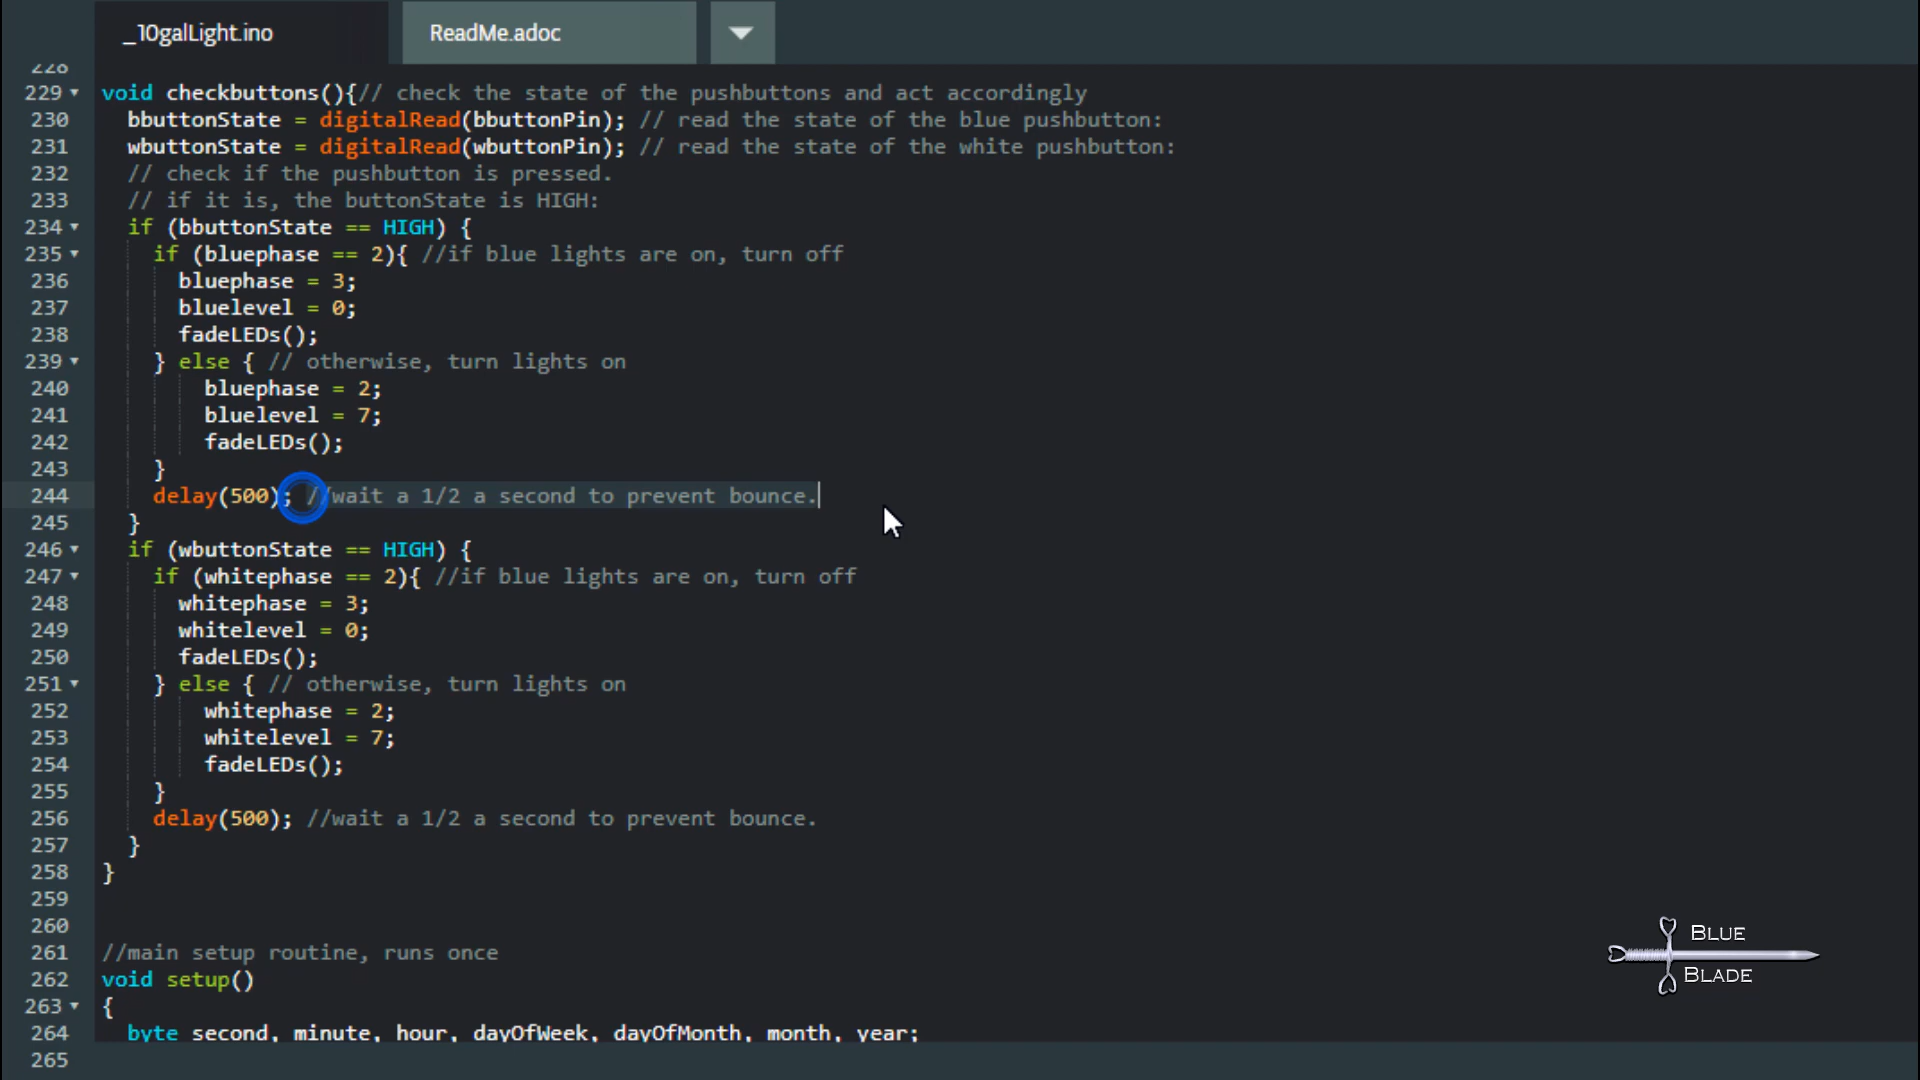 _10galLight.ino
ReadMe.adoc
228
229 void checkbuttons(){// check the state of the pushbuttons and act accordingly
230 bbuttonState = digitalRead(bbuttonPin); // read the state of the blue pushbutton:
231 wbuttonState = digitalRead(wbuttonPin); // read the state of the white pushbutton:
232 // check if the pushbutton is pressed.
233 // if it is, the buttonState is HIGH:
234 if (bbuttonState == HIGH) {
235 if (bluephase == 2){ //if blue lights are on, turn off
236 bluephase = 3;
237 bluelevel = 0;
238 fadeLEDs();
239 } else { // otherwise, turn lights on
240 bluephase = 2;
241 bluelevel = 7;
242 fadeLEDs();
243 }
244 delay(500); //wait a 1/2 a second to prevent bounce.
245 }
246 if (wbuttonState == HIGH) {
247 if (whitephase == 2){ //if blue lights are on, turn off
248 whitephase = 3;
249 whitelevel = 0;
250 fadeLEDs();
251 } else { // otherwise, turn lights on
252 whitephase = 2;
253 whitelevel = 7;
254 fadeLEDs();
255 }
256 delay(500); //wait a 1/2 a second to prevent bounce.
257 }
258 }
259
260
261 //main setup routine, runs once
262 void setup()
263 {
264 byte second, minute, hour, dayOfWeek, dayOfMonth, month, year;
265
BLUE
BLADE